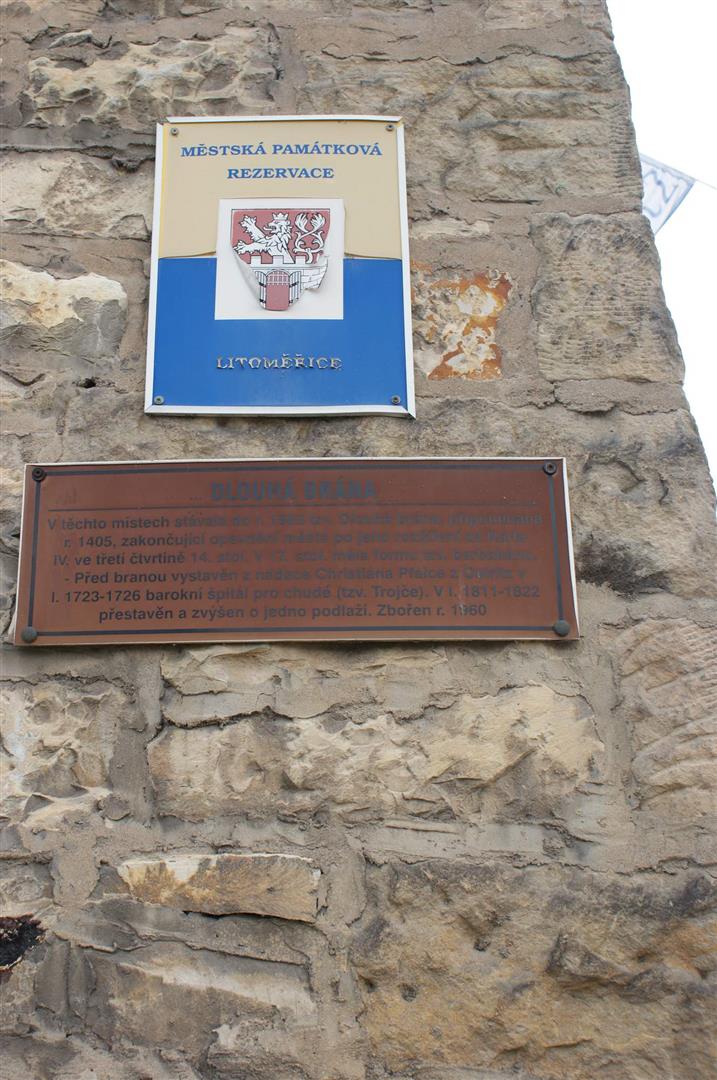 MĚSTSKÁ PAMÁTKOVÁ
REZERVACE
LITOMĚŘICE
DLOUHÁ BRÁNA
V těchto místech stávala do r. tzv. Dlouhá brána, připomínaná
r. 1405, zakončující opevnění města po jeho rozšíření za Karla
IV. ve třetí čtvrtině 14. stol. V 17. stol. měla formu tzv. barbakánu.
- Před branou vystavěn z nadace Christiána Pfalce z v
l. 1723-1726 barokní špitál pro chudé (tzv. Trojče). V l. 1811-1822
přestavěn a zvýšen o jedno podlaží. Zbořen r. 1960